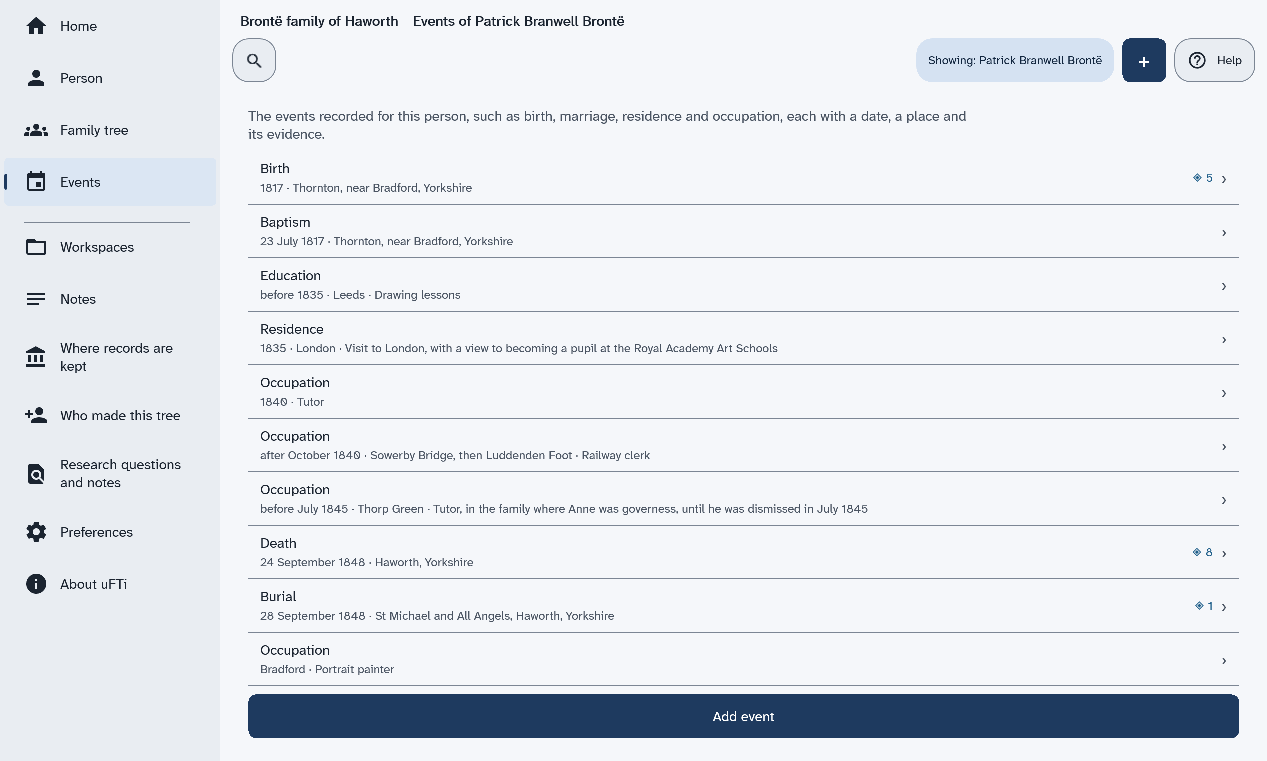 Home
Person
Family tree
Events
Workspaces
Notes
Where records are
kept
Who made this tree
Research questions
and notes
Preferences
About uFTi
Brontë family of Haworth Events of Patrick Branwell Brontë
Showing: Patrick Branwell Brontë
+
Help
The events recorded for this person, such as birth, marriage, residence and occupation, each with a date, a place and
its evidence.
Birth
1817 · Thornton, near Bradford, Yorkshire
◈ 5 ›
Baptism
23 July 1817 · Thornton, near Bradford, Yorkshire
›
Education
before 1835 · Leeds · Drawing lessons
›
Residence
1835 · London · Visit to London, with a view to becoming a pupil at the Royal Academy Art Schools
›
Occupation
1840 · Tutor
›
Occupation
after October 1840 · Sowerby Bridge, then Luddenden Foot · Railway clerk
›
Occupation
before July 1845 · Thorp Green · Tutor, in the family where Anne was governess, until he was dismissed in July 1845
›
Death
24 September 1848 · Haworth, Yorkshire
◈ 8 ›
Burial
28 September 1848 · St Michael and All Angels, Haworth, Yorkshire
◈ 1 ›
Occupation
Bradford · Portrait painter
›
Add event